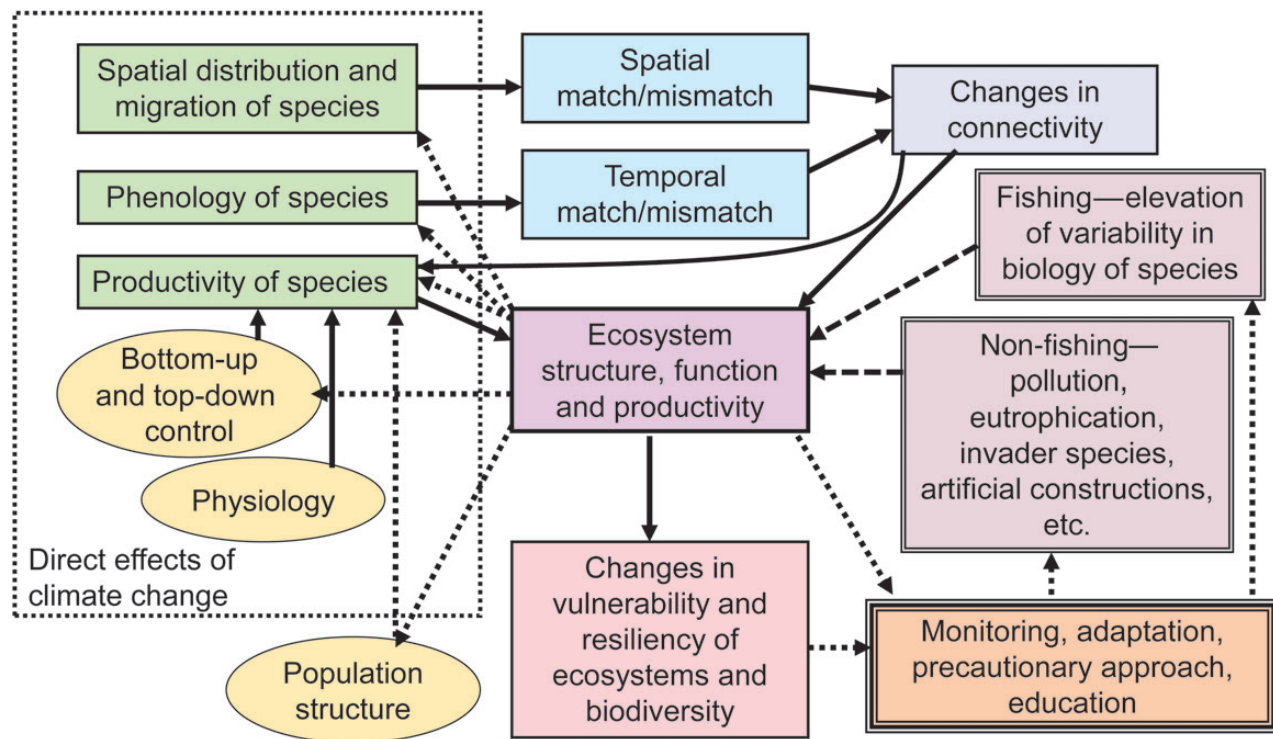 Spatial distribution and
migration of species
Spatial
match/mismatch
Changes in
connectivity
Phenology of species
Temporal
match/mismatch
Fishing—elevation
of variability in
biology of species
Productivity of species
Bottom-up
and top-down
control
Ecosystem
structure, function
and productivity
Non-fishing—
pollution,
eutrophication,
invader species,
artificial constructions,
etc.
Physiology
Direct effects of
climate change
Changes in
vulnerability and
resiliency of
ecosystems and
biodiversity
Monitoring, adaptation,
precautionary approach,
education
Population
structure